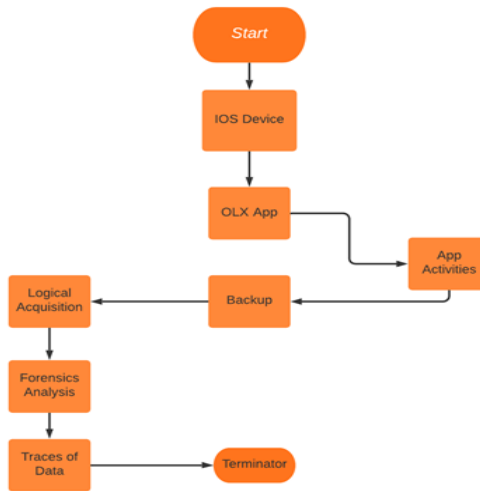 Start
IOS Device
OLX App
App
Activities
Backup
Logical
Acquisition
Forensics
Analysis
Traces of
Data
Terminator